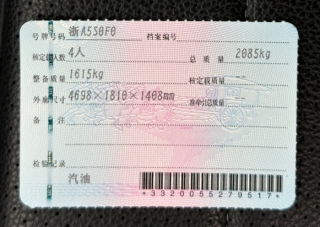 号牌号码 浙A5S0F0 档案编号
核定载人数 4人 总质量 2085kg
整备质量 1615kg 核定载质量 ——
外廓尺寸 4698×1810×1408mm 准牵引总质量 ——
备注
检验记录
汽油
*3320055279517*